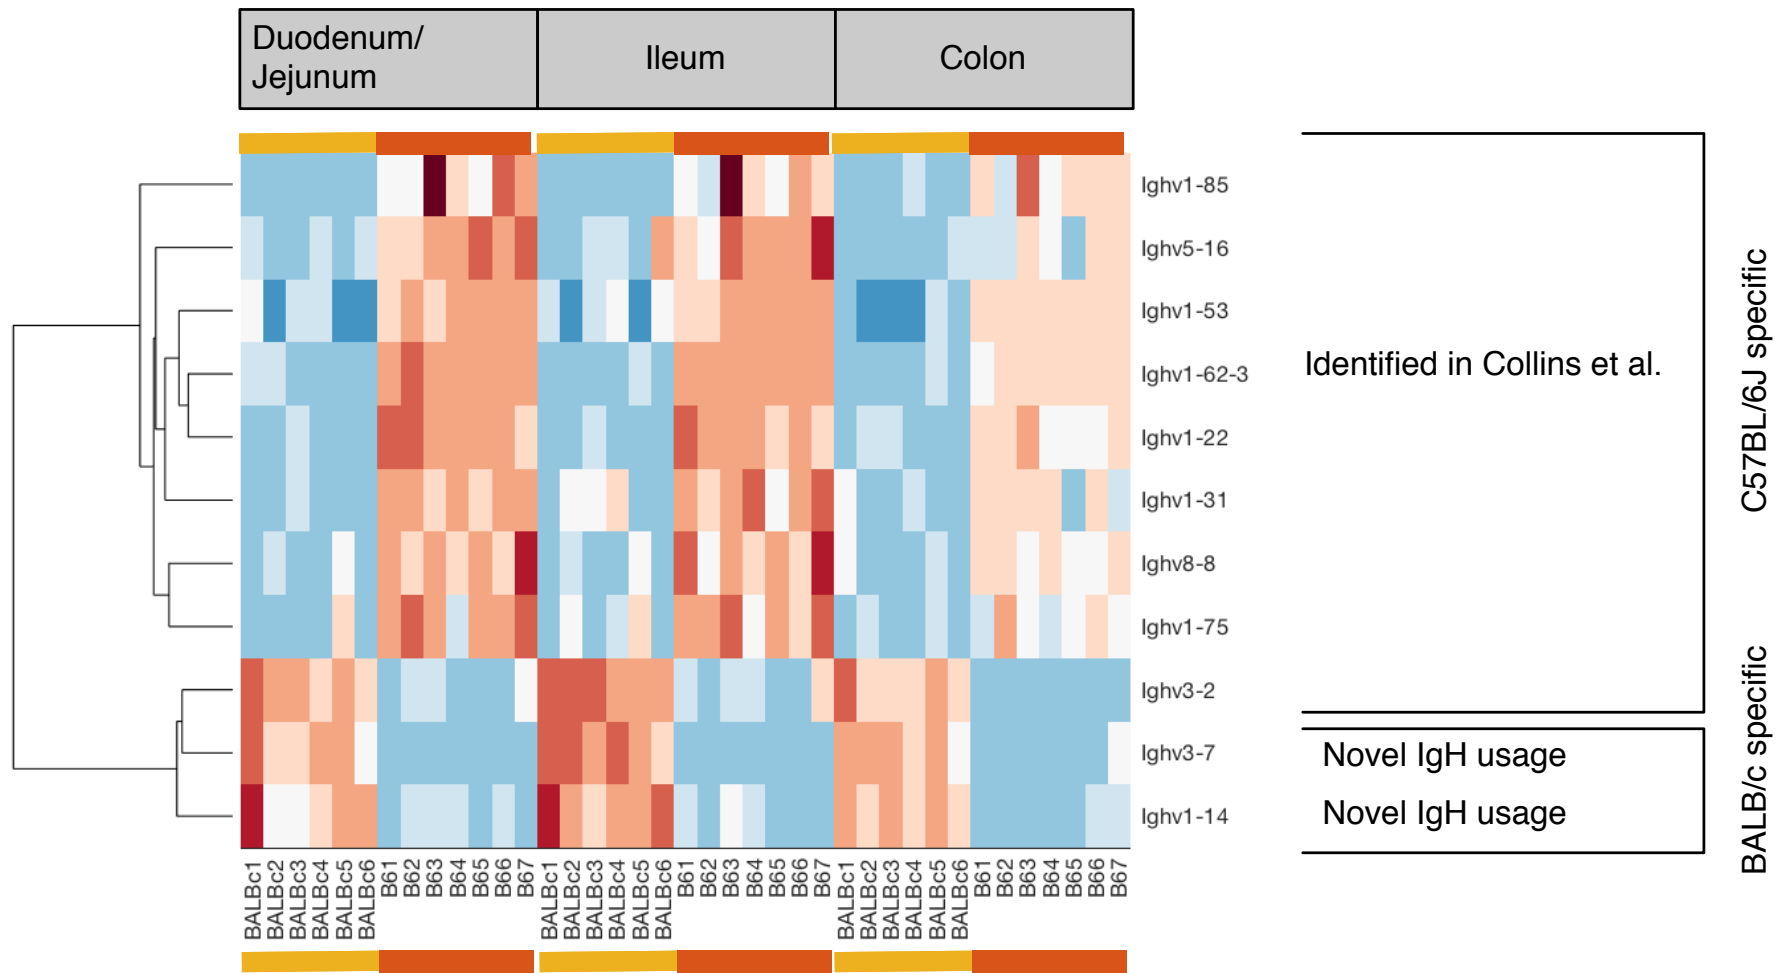 Duodenum/
Jejunum
Ileum
Colon
Ighv1-85
Ighv5-16
Ighv1-53
Ighv1-62-3
Ighv1-22
Ighv1-31
Ighv8-8
Ighv1-75
Ighv3-2
Ighv3-7
Ighv1-14
Identified in Collins et al.
Novel IgH usage
Novel IgH usage
C57BL/6J specific
BALB/c specific
BALBc1
BALBc2
BALBc3
BALBc4
BALBc5
BALBc6
B61
B62
B63
B64
B65
B66
B67
BALBc1
BALBc2
BALBc3
BALBc4
BALBc5
BALBc6
B61
B62
B63
B64
B65
B66
B67
BALBc1
BALBc2
BALBc3
BALBc4
BALBc5
BALBc6
B61
B62
B63
B64
B65
B66
B67